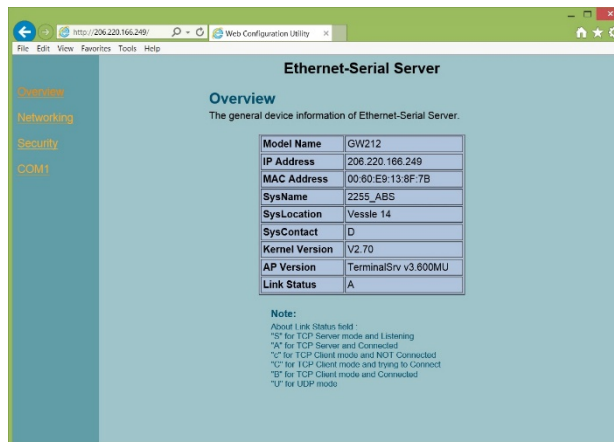 http://206.220.166.249/
Web Configuration Utility
File Edit View Favorites Tools Help
Ethernet-Serial Server
Overview
Networking
Security
COM1
Overview
The general device information of Ethernet-Serial Server.
Model Name GW212
IP Address 206.220.166.249
MAC Address 00:60:E9:13:8F:7B
SysName 2255_ABS
SysLocation Vessle 14
SysContact D
Kernel Version V2.70
AP Version TerminalSrv v3.600MU
Link Status A
Note:
About Link Status field :
"S" for TCP Server mode and Listening
"A" for TCP Server and Connected
"c" for TCP Client mode and NOT Connected
"C" for TCP Client mode and trying to Connect
"B" for TCP Client mode and Connected
"U" for UDP mode